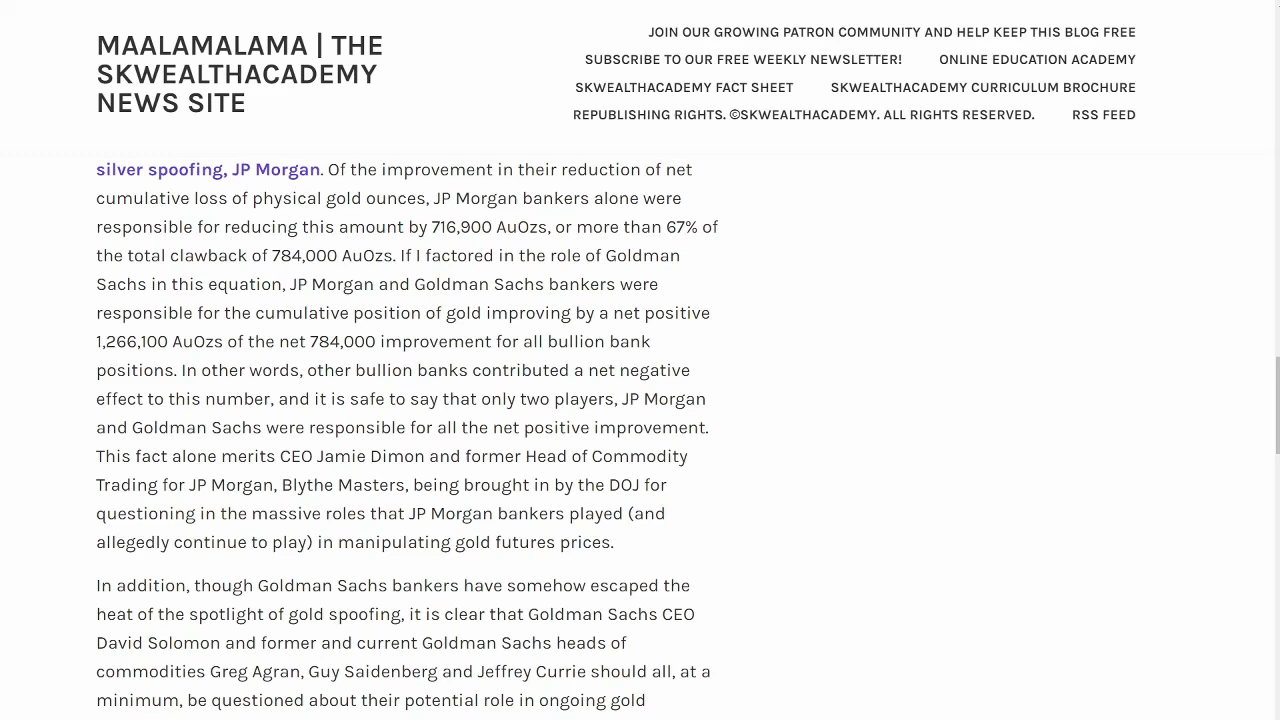 MAALAMALAMA | THE
SKWEALTHACADEMY
NEWS SITE
JOIN OUR GROWING PATRON COMMUNITY AND HELP KEEP THIS BLOG FREE
SUBSCRIBE TO OUR FREE WEEKLY NEWSLETTER! ONLINE EDUCATION ACADEMY
SKWEALTHACADEMY FACT SHEET SKWEALTHACADEMY CURRICULUM BROCHURE
REPUBLISHING RIGHTS. ©SKWEALTHACADEMY. ALL RIGHTS RESERVED. RSS FEED
silver spoofing, JP Morgan. Of the improvement in their reduction of net
cumulative loss of physical gold ounces, JP Morgan bankers alone were
responsible for reducing this amount by 716,900 AuOzs, or more than 67% of
the total clawback of 784,000 AuOzs. If I factored in the role of Goldman
Sachs in this equation, JP Morgan and Goldman Sachs bankers were
responsible for the cumulative position of gold improving by a net positive
1,266,100 AuOzs of the net 784,000 improvement for all bullion bank
positions. In other words, other bullion banks contributed a net negative
effect to this number, and it is safe to say that only two players, JP Morgan
and Goldman Sachs were responsible for all the net positive improvement.
This fact alone merits CEO Jamie Dimon and former Head of Commodity
Trading for JP Morgan, Blythe Masters, being brought in by the DOJ for
questioning in the massive roles that JP Morgan bankers played (and
allegedly continue to play) in manipulating gold futures prices.
In addition, though Goldman Sachs bankers have somehow escaped the
heat of the spotlight of gold spoofing, it is clear that Goldman Sachs CEO
David Solomon and former and current Goldman Sachs heads of
commodities Greg Agran, Guy Saidenberg and Jeffrey Currie should all, at a
minimum, be questioned about their potential role in ongoing gold